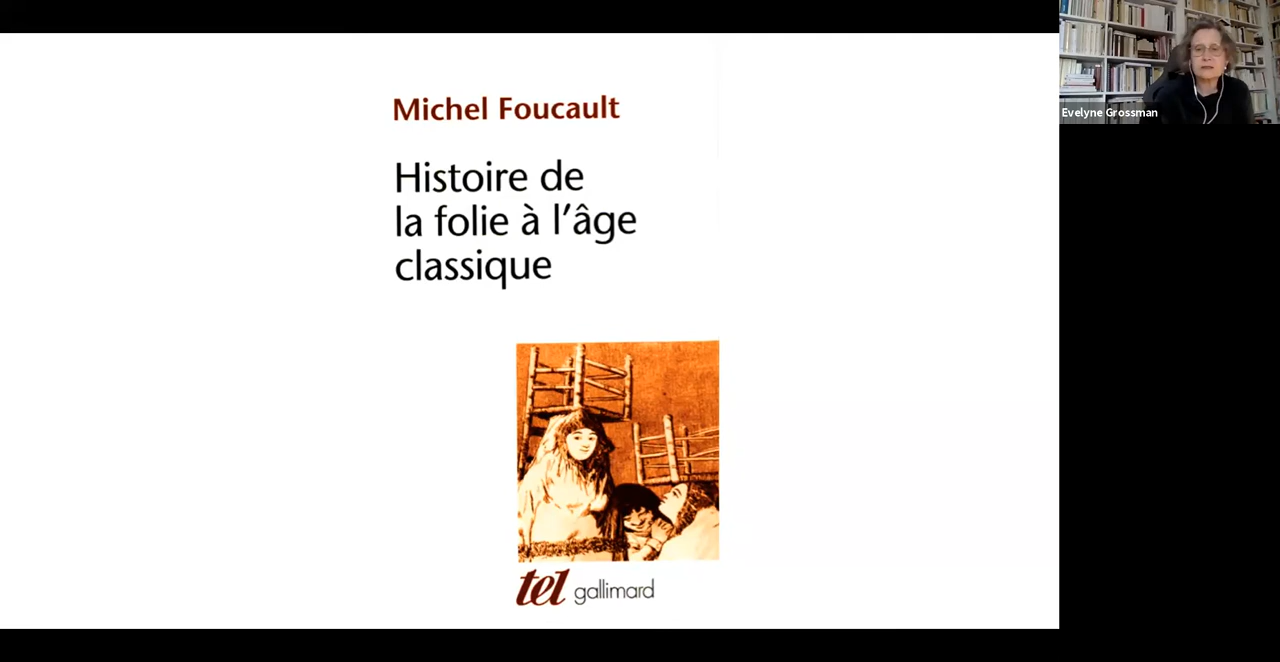 Michel Foucault
Histoire de
la folie à l’âge
classique
tel gallimard
Evelyne Grossman